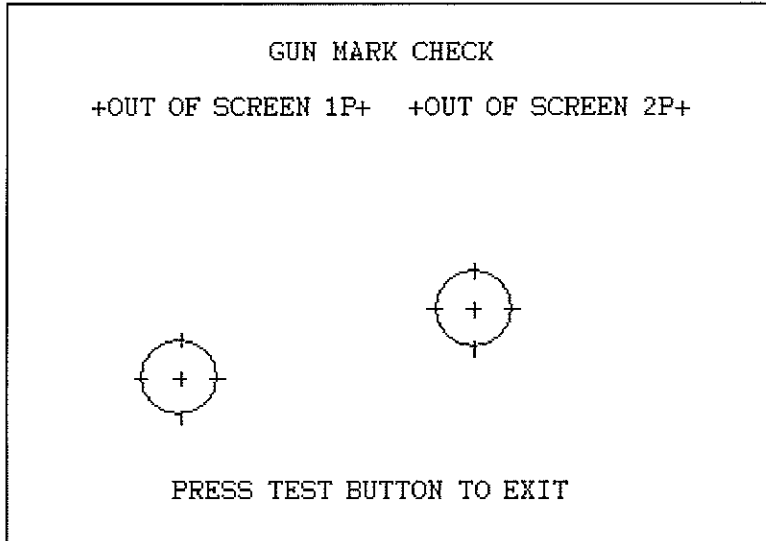 GUN MARK CHECK
+OUT OF SCREEN 1P+ +OUT OF SCREEN 2P+
PRESS TEST BUTTON TO EXIT